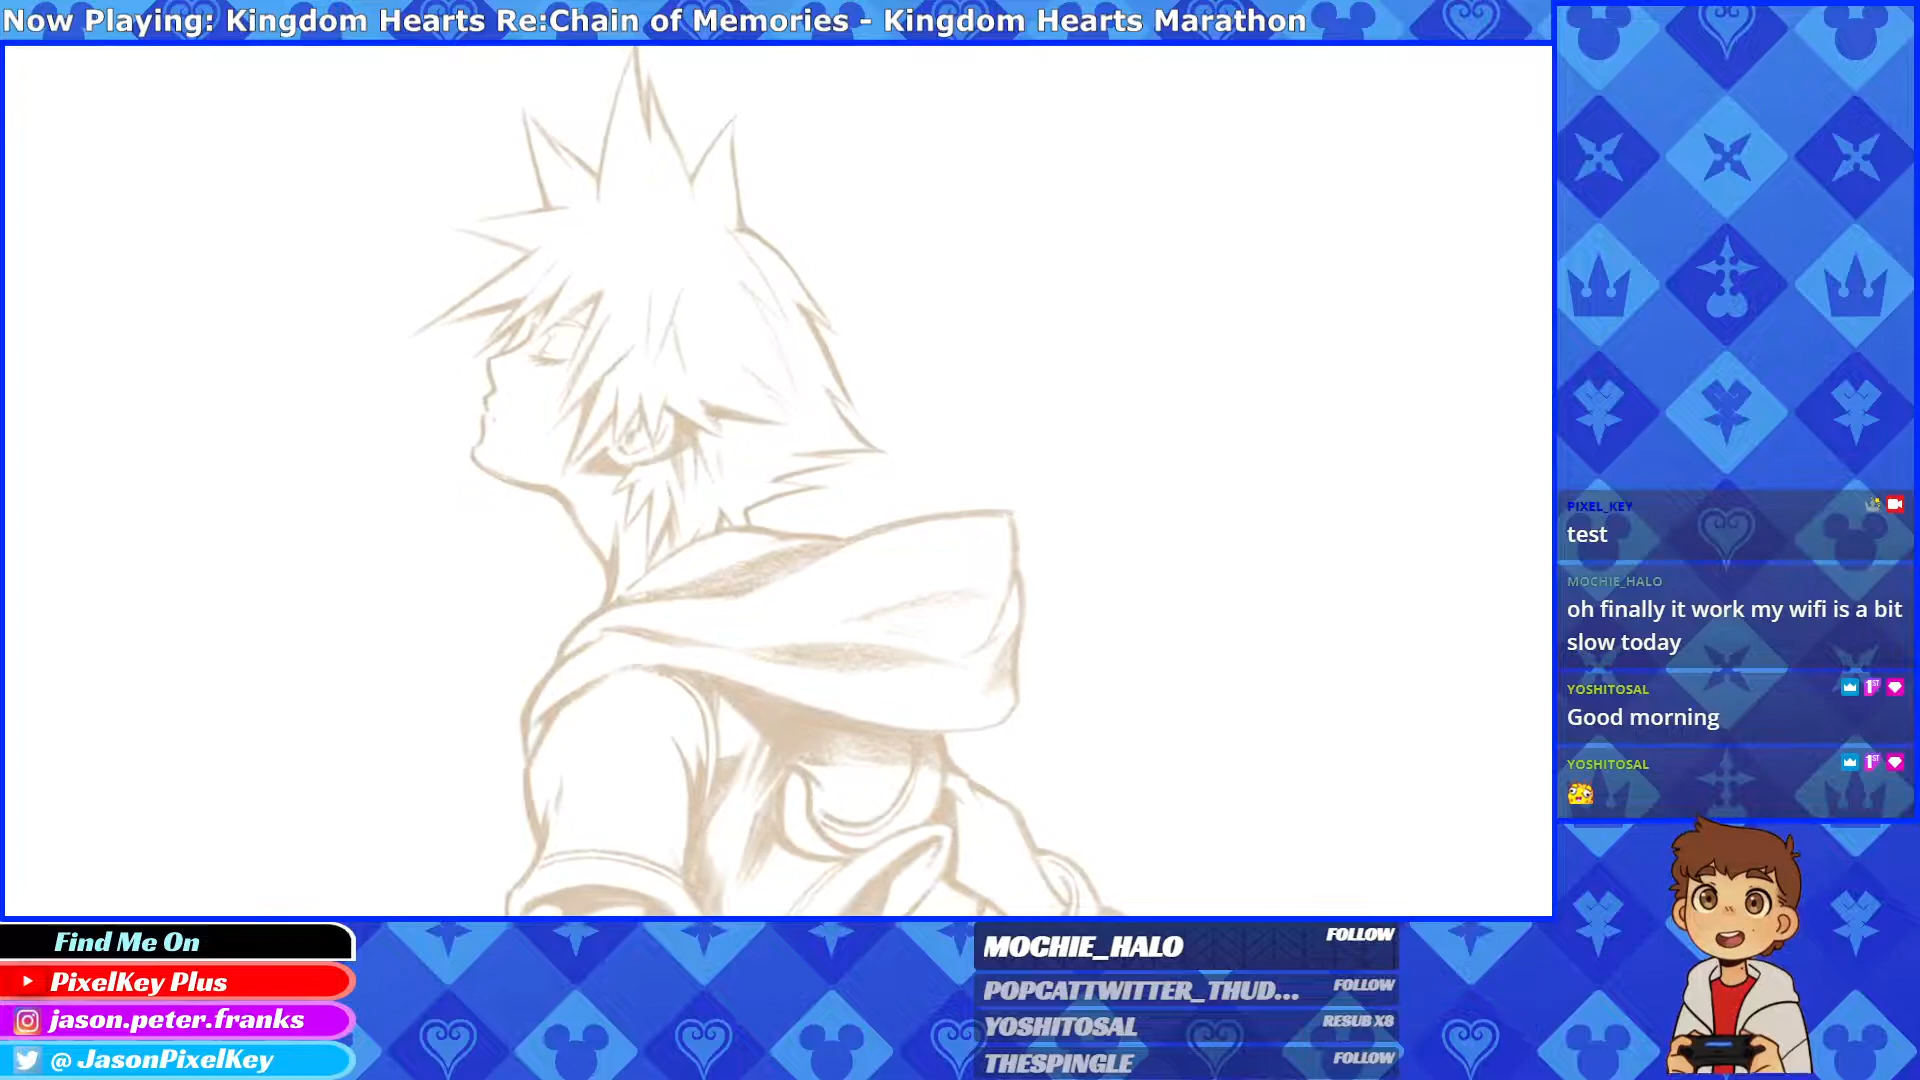 Now Playing: Kingdom Hearts Re:Chain of Memories - Kingdom Hearts Marathon
PIXEL_KEY
test
MOCHIE_HALO
oh finally it work my wifi is a bit
slow today
YOSHITOSAL
1ST
Good morning
YOSHITOSAL
1ST
Find Me On
PixelKey Plus
jason.peter.franks
@JasonPixelKey
MOCHIE_HALO FOLLOW
POPCATTWITTER_THUD... FOLLOW
YOSHITOSAL RESUB X8
THESPINGLE FOLLOW